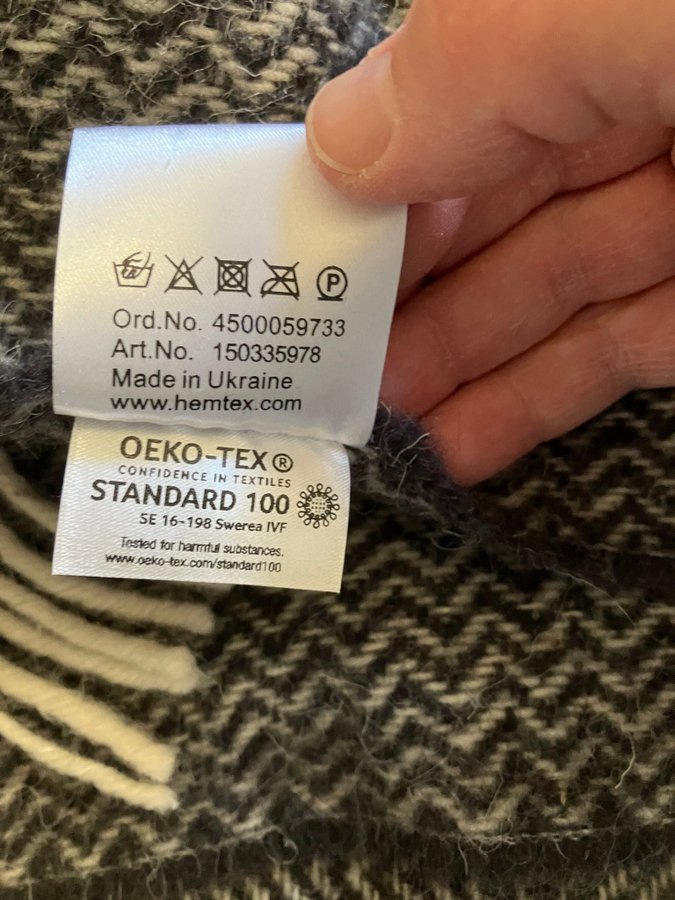 P
Ord.No. 4500059733
Art.No. 150335978
Made in Ukraine
www.hemtex.com
OEKO-TEX®
CONFIDENCE IN TEXTILES
STANDARD 100
SE 16-198 Swerea IVF
Tested for harmful substances.
www.oeko-tex.com/standard100